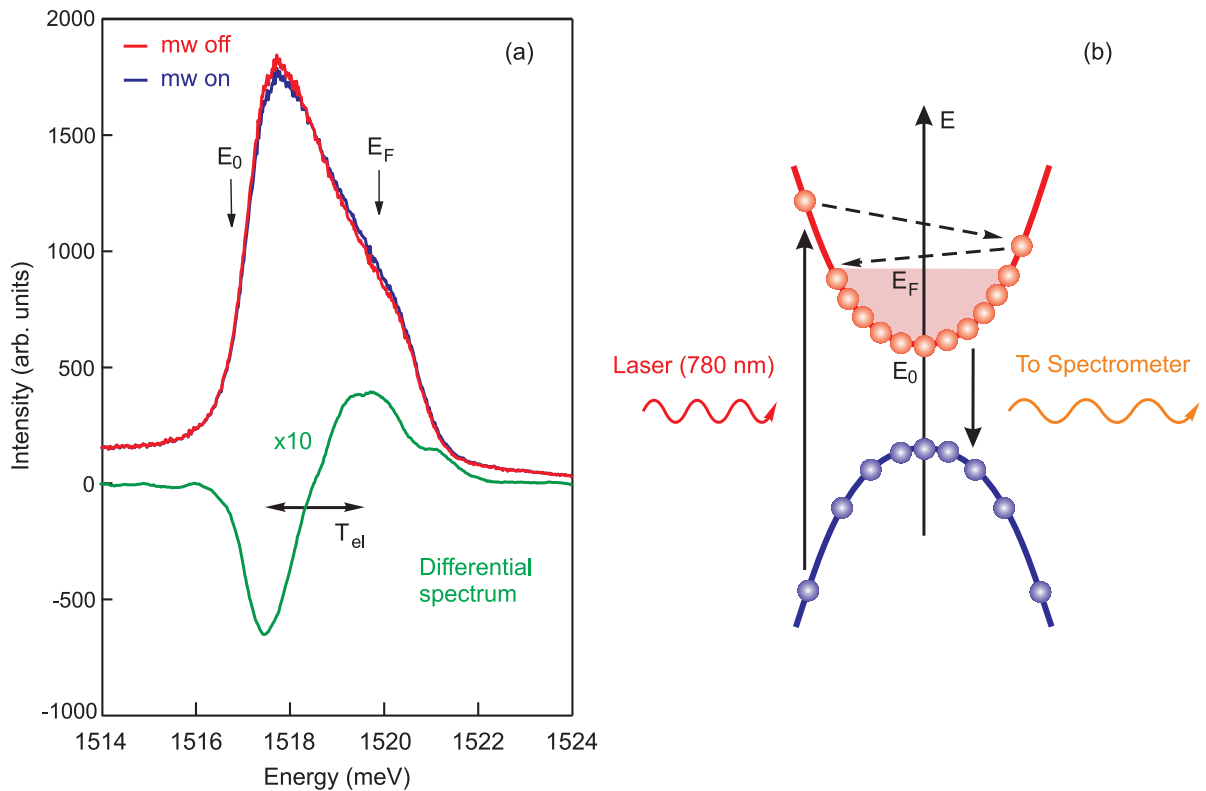 (a)
mw off
mw on
E0
EF
x10
Tel
Differential
spectrum
2000
1500
1000
500
0
-500
-1000
1514
1516
1518
1520
1522
1524
Intensity (arb. units)
Energy (meV)
(b)
E
EF
E0
Laser (780 nm)
To Spectrometer